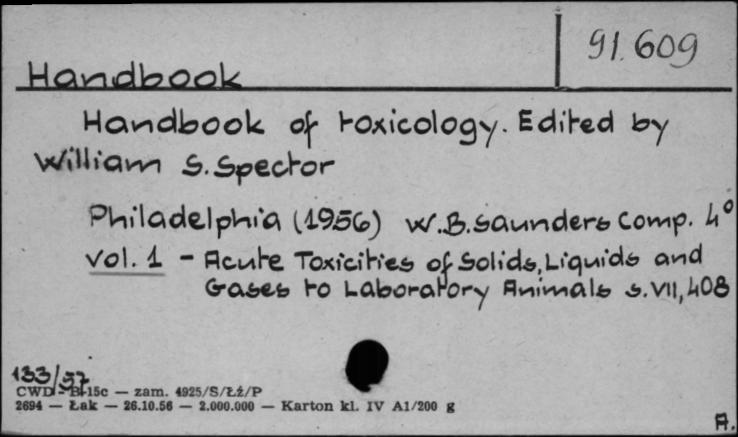 91.609
Handbook
Handbook of toxicology. Edited by
William S. Spector
Philadelphia (1956) W.B. Saunders Comp. 4°
Vol. 1 - Acute Toxicities of Solids, Liquids and
Gases to Laboratory Animals s. VII, 408
133/57
CWD - B-15c — zam. 4925/S/Łż/P
2694 — Łak — 26.10.56 — 2.000.000 — Karton kl. IV A1/200 g
A.